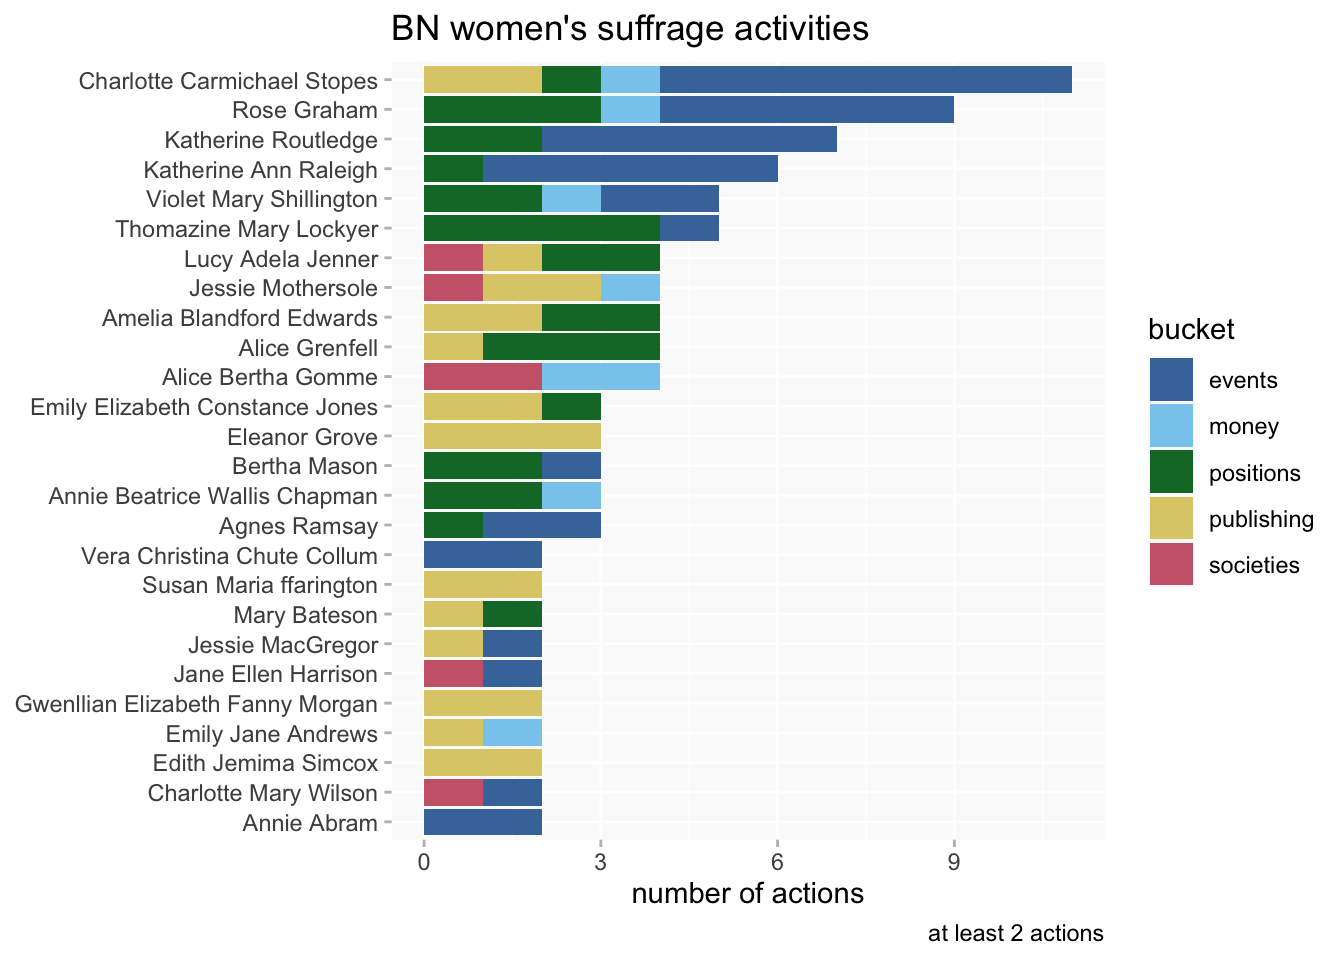 BN women's suffrage activities
Charlotte Carmichael Stopes
Rose Graham
Katherine Routledge
Katherine Ann Raleigh
Violet Mary Shillington
Thomazine Mary Lockyer
Lucy Adela Jenner
Jessie Mothersole
Amelia Blandford Edwards
Alice Grenfell
Alice Bertha Gomme
Emily Elizabeth Constance Jones
Eleanor Grove
Bertha Mason
Annie Beatrice Wallis Chapman
Agnes Ramsay
Vera Christina Chute Collum
Susan Maria ffarington
Mary Bateson
Jessie MacGregor
Jane Ellen Harrison
Gwenllian Elizabeth Fanny Morgan
Emily Jane Andrews
Edith Jemima Simcox
Charlotte Mary Wilson
Annie Abram
0 3 6 9
number of actions
at least 2 actions
bucket
events
money
positions
publishing
societies